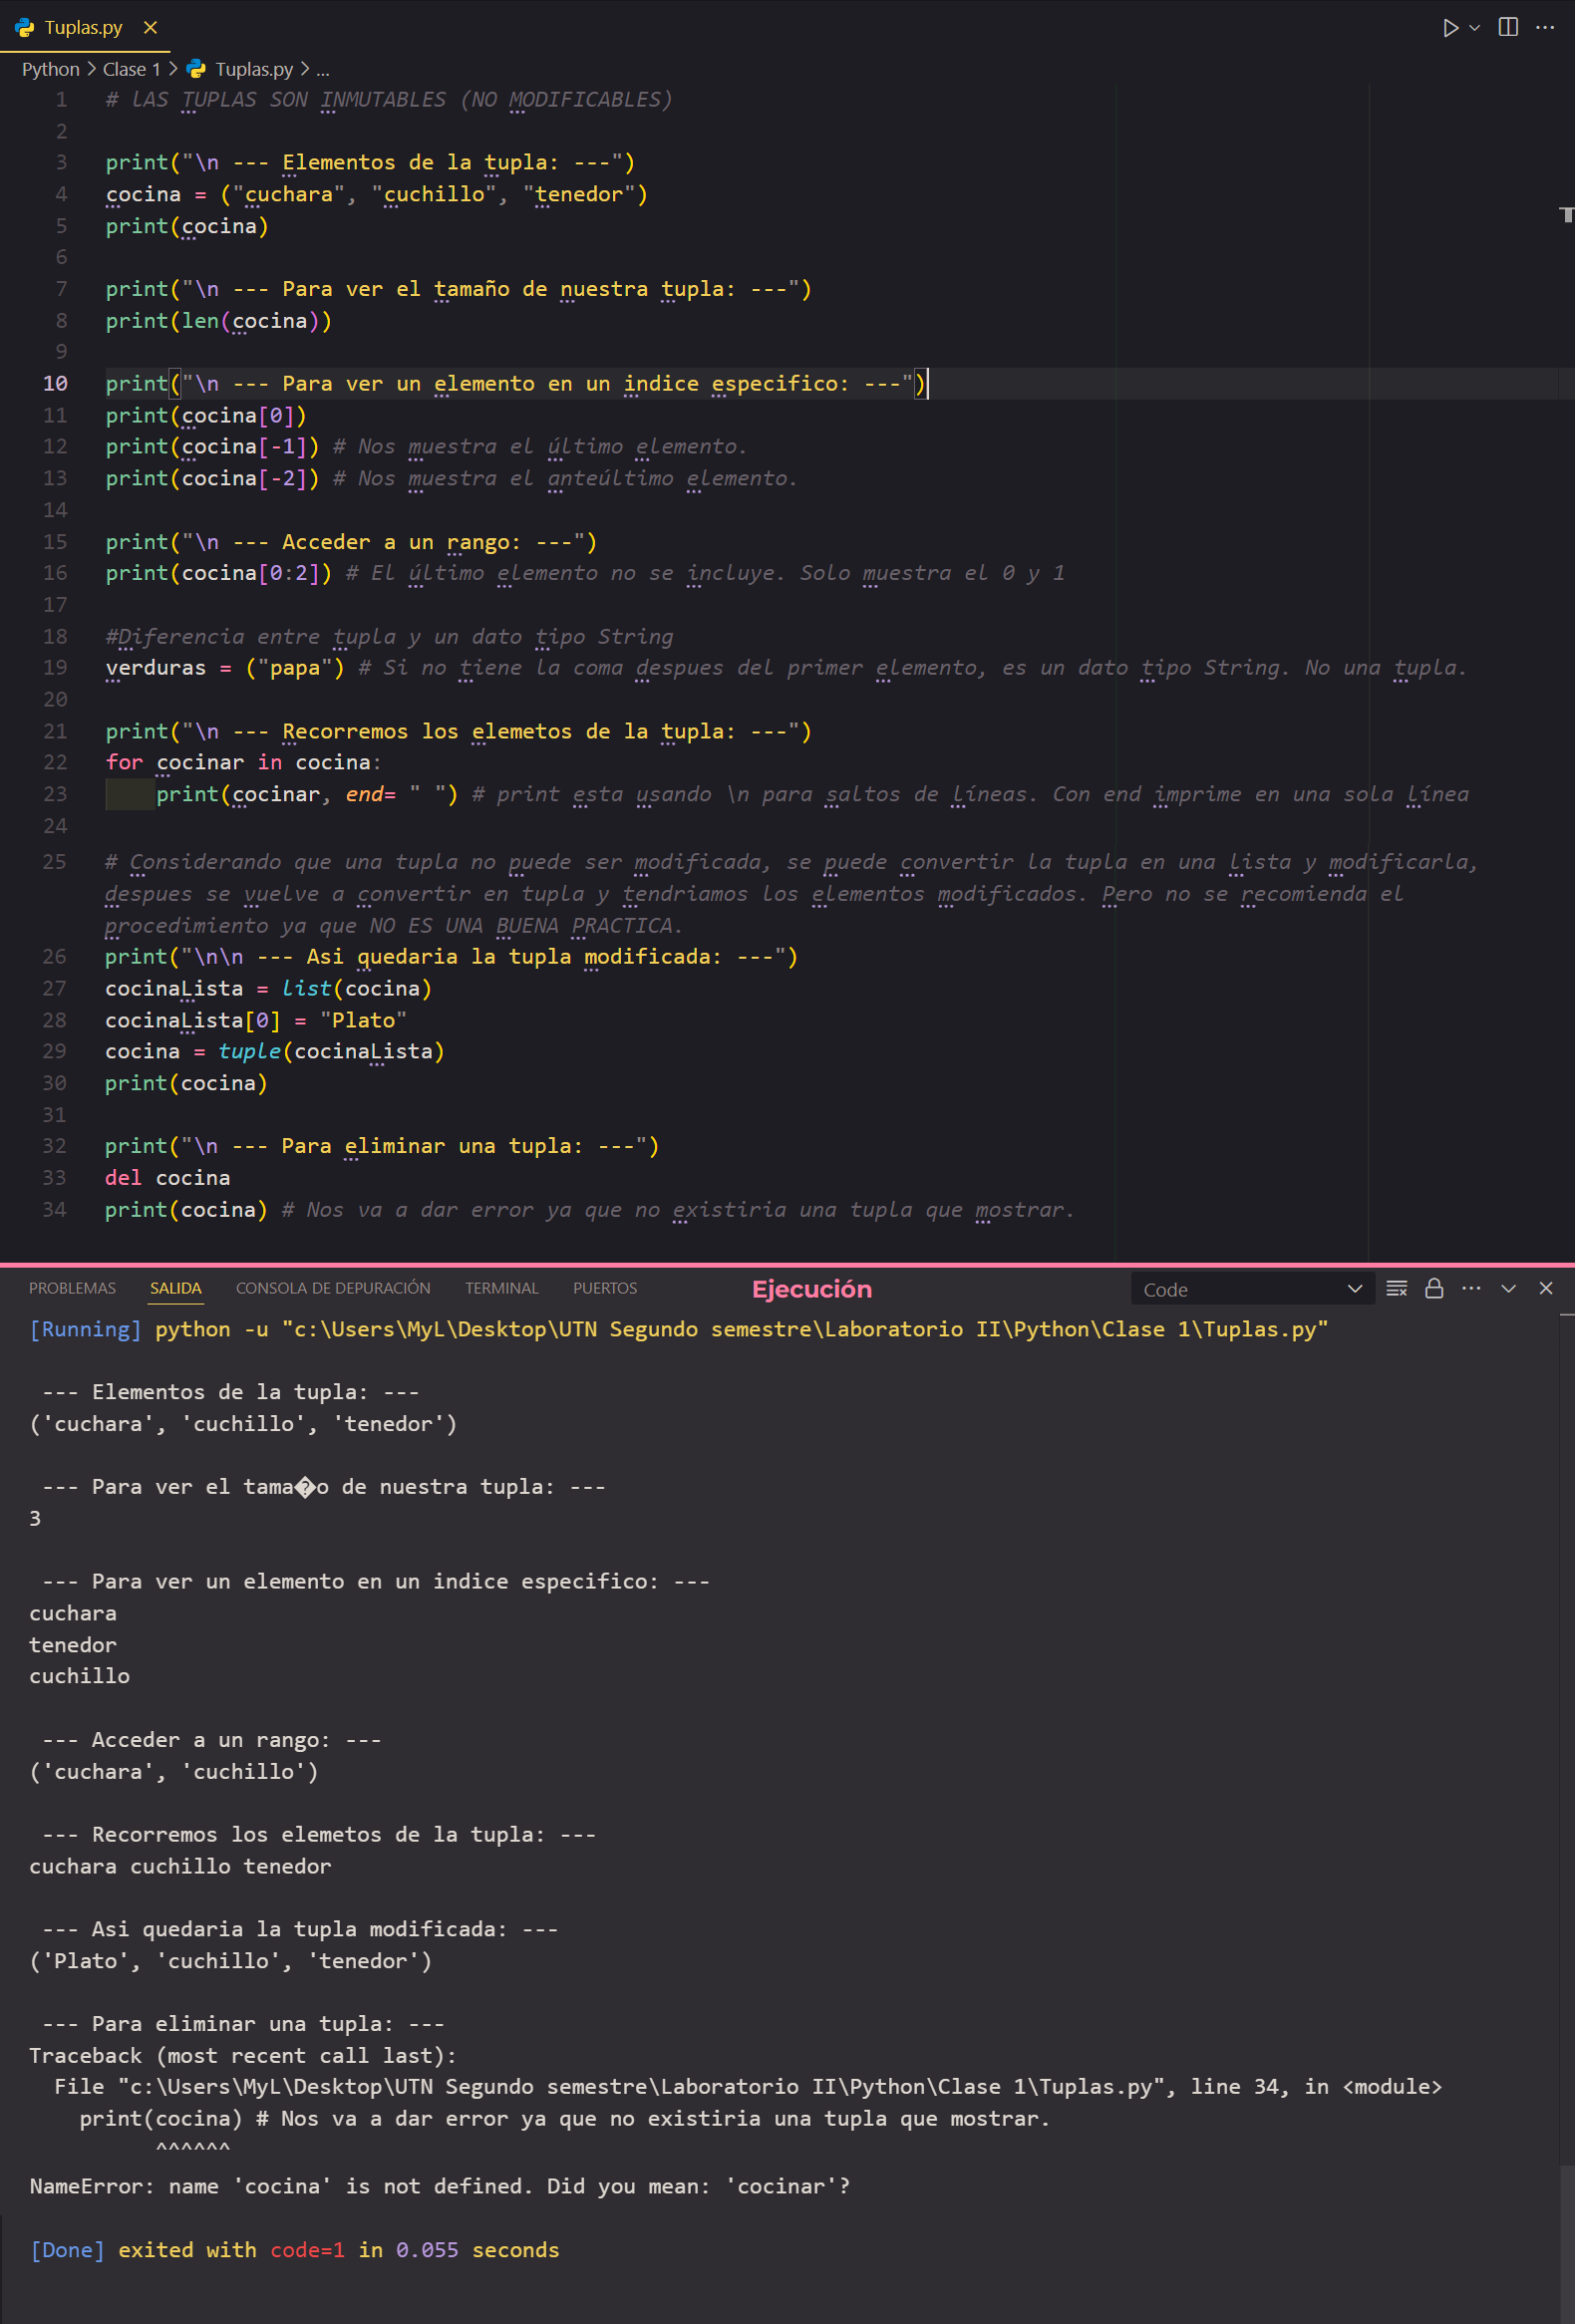 Tuplas.py
Python > Clase 1 > Tuplas.py > ...
1 # lAS TUPLAS SON INMUTABLES (NO MODIFICABLES)
2
3 print("\n --- Elementos de la tupla: ---")
4 cocina = ("cuchara", "cuchillo", "tenedor")
5 print(cocina)
6
7 print("\n --- Para ver el tamaño de nuestra tupla: ---")
8 print(len(cocina))
9
10 print("\n --- Para ver un elemento en un indice especifico: ---")
11 print(cocina[0])
12 print(cocina[-1]) # Nos muestra el último elemento.
13 print(cocina[-2]) # Nos muestra el anteúltimo elemento.
14
15 print("\n --- Acceder a un rango: ---")
16 print(cocina[0:2]) # El último elemento no se incluye. Solo muestra el 0 y 1
17
18 #Diferencia entre tupla y un dato tipo String
19 verduras = ("papa") # Si no tiene la coma despues del primer elemento, es un dato tipo String. No una tupla.
20
21 print("\n --- Recorremos los elemetos de la tupla: ---")
22 for cocinar in cocina:
23     print(cocinar, end= " ") # print esta usando \n para saltos de líneas. Con end imprime en una sola línea
24
25 # Considerando que una tupla no puede ser modificada, se puede convertir la tupla en una lista y modificarla,
despues se vuelve a convertir en tupla y tendriamos los elementos modificados. Pero no se recomienda el
procedimiento ya que NO ES UNA BUENA PRACTICA.
26 print("\n\n --- Asi quedaria la tupla modificada: ---")
27 cocinaLista = list(cocina)
28 cocinaLista[0] = "Plato"
29 cocina = tuple(cocinaLista)
30 print(cocina)
31
32 print("\n --- Para eliminar una tupla: ---")
33 del cocina
34 print(cocina) # Nos va a dar error ya que no existiria una tupla que mostrar.
PROBLEMAS SALIDA CONSOLA DE DEPURACIÓN TERMINAL PUERTOS Ejecución Code
[Running] python -u "c:\Users\MyL\Desktop\UTN Segundo semestre\Laboratorio II\Python\Clase 1\Tuplas.py"
--- Elementos de la tupla: ---
('cuchara', 'cuchillo', 'tenedor')
--- Para ver el tama�o de nuestra tupla: ---
3
--- Para ver un elemento en un indice especifico: ---
cuchara
tenedor
cuchillo
--- Acceder a un rango: ---
('cuchara', 'cuchillo')
--- Recorremos los elemetos de la tupla: ---
cuchara cuchillo tenedor
--- Asi quedaria la tupla modificada: ---
('Plato', 'cuchillo', 'tenedor')
--- Para eliminar una tupla: ---
Traceback (most recent call last):
File "c:\Users\MyL\Desktop\UTN Segundo semestre\Laboratorio II\Python\Clase 1\Tuplas.py", line 34, in <module>
print(cocina) # Nos va a dar error ya que no existiria una tupla que mostrar.
^^^^^^
NameError: name 'cocina' is not defined. Did you mean: 'cocinar'?
[Done] exited with code=1 in 0.055 seconds